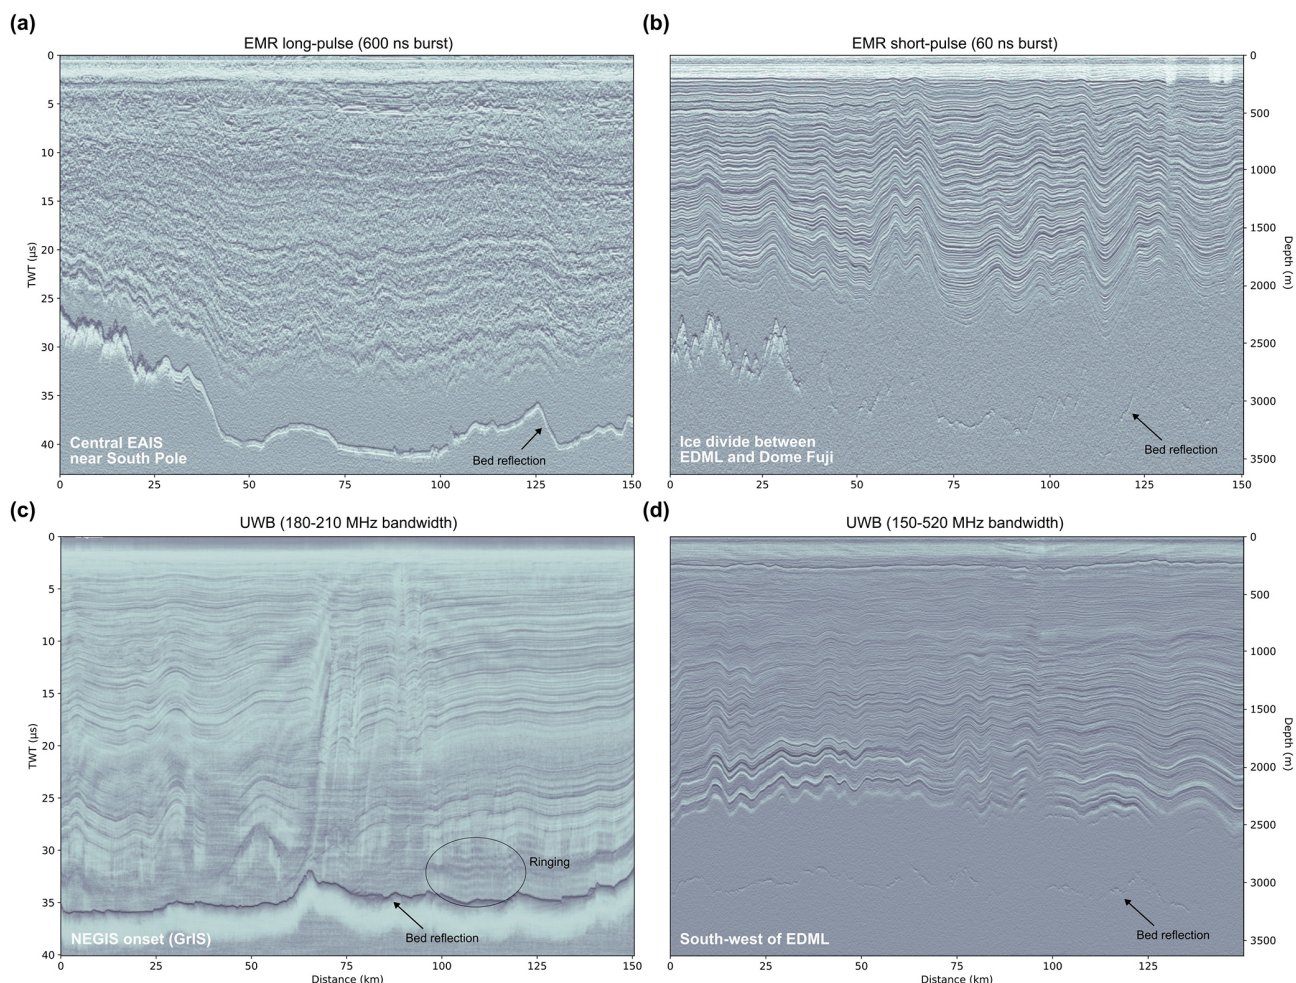 (a)
EMR long-pulse (600 ns burst)
0
5
10
15
20
25
30
35
40
TWT (µs)
Central EAIS
near South Pole
Bed reflection
0
25
50
75
100
125
150
(b)
EMR short-pulse (60 ns burst)
0
500
1000
1500
2000
2500
3000
3500
Depth (m)
Ice divide between
EDML and Dome Fuji
Bed reflection
0
25
50
75
100
125
150
(c)
UWB (180-210 MHz bandwidth)
0
5
10
15
20
25
30
35
40
TWT (µs)
Ringing
NEGIS onset (GrIS)
Bed reflection
0
25
50
75
100
125
150
Distance (km)
(d)
UWB (150-520 MHz bandwidth)
0
500
1000
1500
2000
2500
3000
3500
Depth (m)
South-west of EDML
Bed reflection
0
25
50
75
100
125
Distance (km)